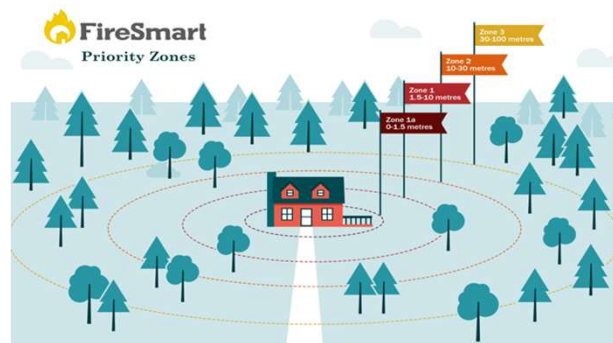 FireSmart
Priority Zones
Zone 3
30-100 metres
Zone 2
10-30 metres
Zone 1
1.5-10 metres
Zone 1a
0-1.5 metres